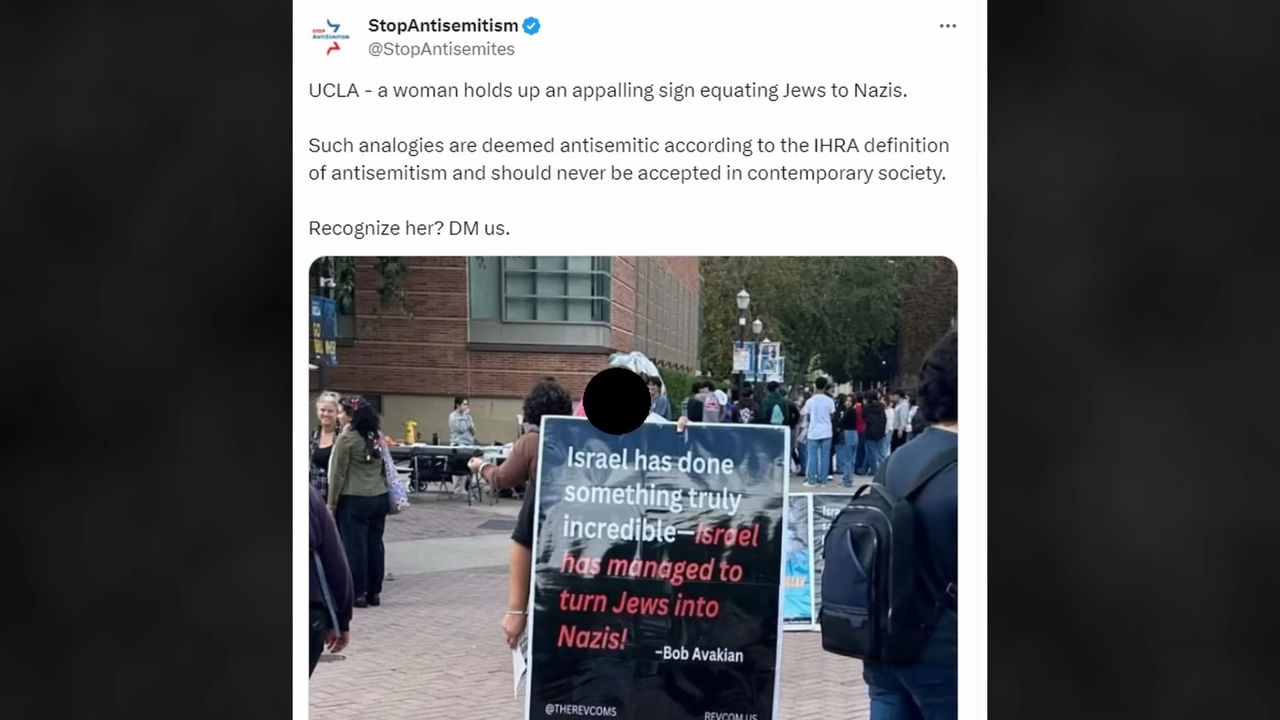 StopAntisemitism
@StopAntisemites
STOP
ANTISEMITISM
UCLA - a woman holds up an appalling sign equating Jews to Nazis.
Such analogies are deemed antisemitic according to the IHRA definition
of antisemitism and should never be accepted in contemporary society.
Recognize her? DM us.
Israel has done
something truly
incredible—Israel
has managed to
turn Jews into
Nazis!
–Bob Avakian
@THEREVCOMS
REVCOM.US